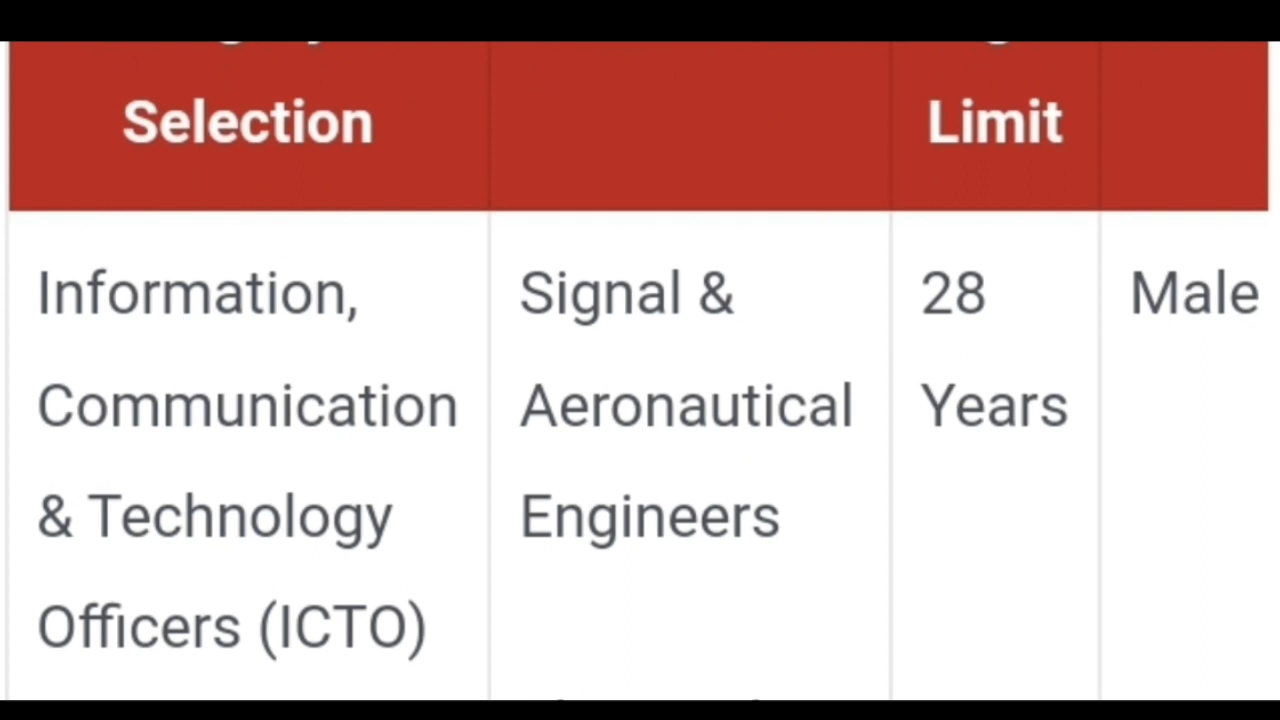 Selection Limit
Information, Signal & 28 Male
Communication Aeronautical Years
& Technology Engineers
Officers (ICTO)